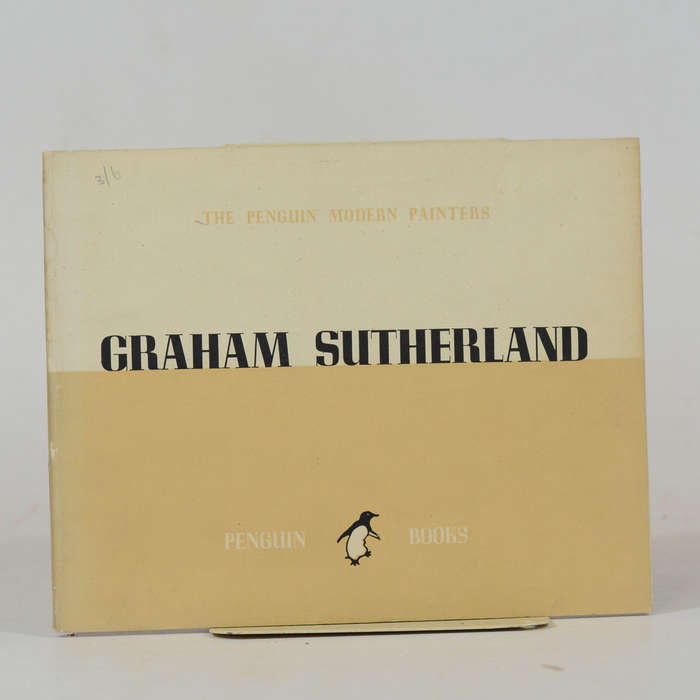 3/6
THE PENGUIN MODERN PAINTERS
GRAHAM SUTHERLAND
PENGUIN BOOKS